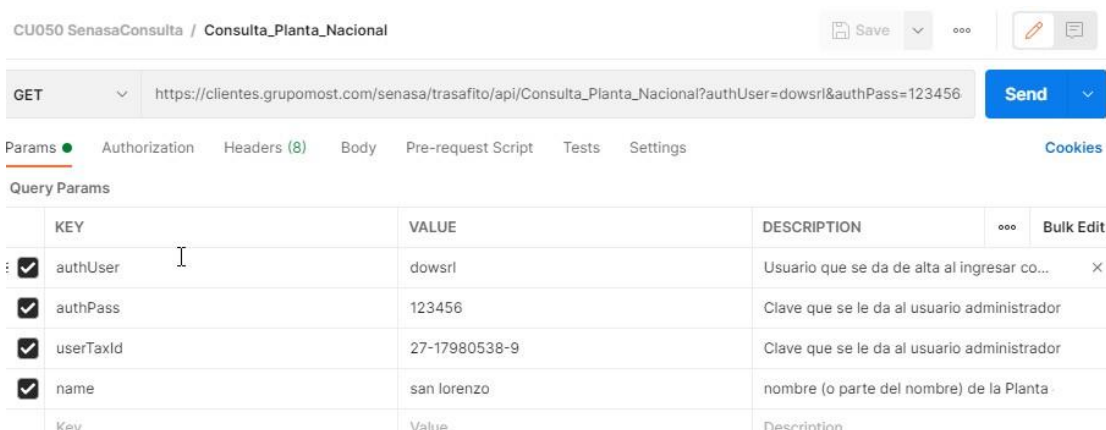 CU050 SenasaConsulta / Consulta_Planta_Nacional Save ooo
GET https://clientes.grupomost.com/senasa/trasafito/api/Consulta_Planta_Nacional?authUser=dowsrl&authPass=123456 Send
Params Authorization Headers (8) Body Pre-request Script Tests Settings Cookies
Query Params
KEY VALUE DESCRIPTION ooo Bulk Edit
authUser dowsrl Usuario que se da de alta al ingresar co...
authPass 123456 Clave que se le da al usuario administrador
userTaxId 27-17980538-9 Clave que se le da al usuario administrador
name san lorenzo nombre (o parte del nombre) de la Planta
Key Value Description